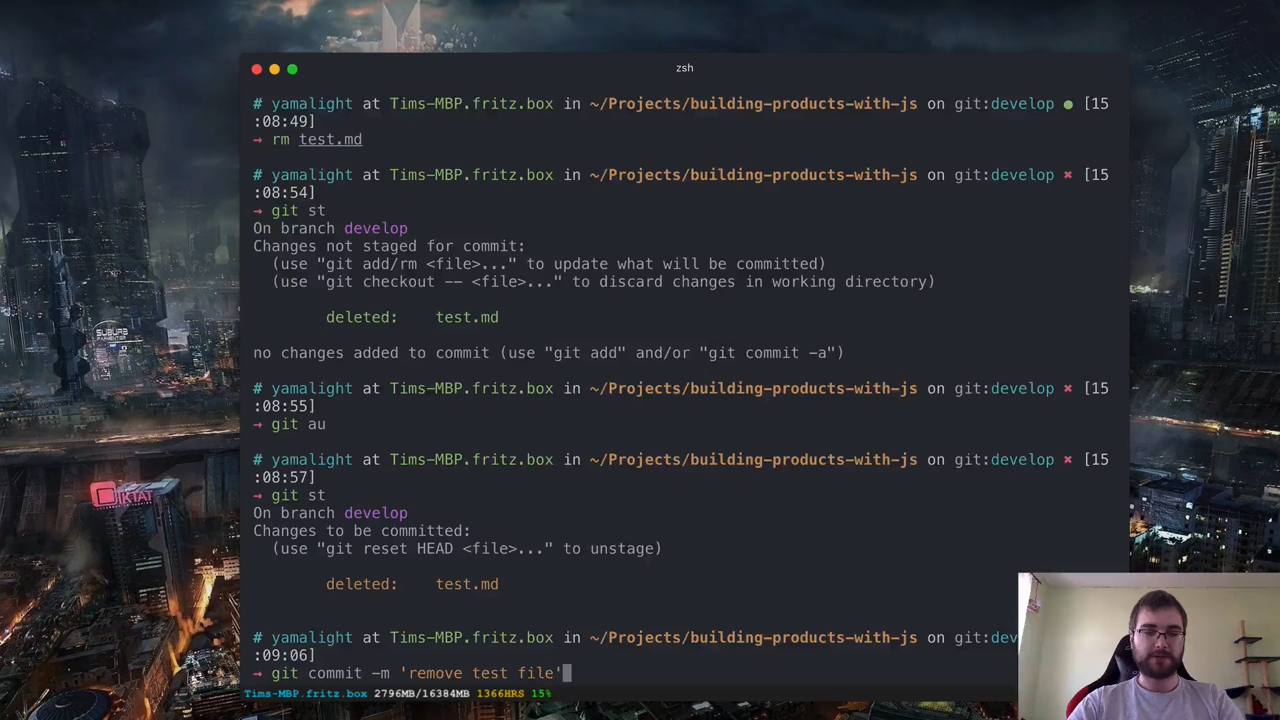 zsh
# yamalight at Tims-MBP.fritz.box in ~/Projects/building-products-with-js on git:develop ● [15
:08:49]
→ rm test.md
# yamalight at Tims-MBP.fritz.box in ~/Projects/building-products-with-js on git:develop ✖ [15
:08:54]
→ git st
On branch develop
Changes not staged for commit:
(use "git add/rm <file>..." to update what will be committed)
(use "git checkout -- <file>..." to discard changes in working directory)
deleted: test.md
no changes added to commit (use "git add" and/or "git commit -a")
# yamalight at Tims-MBP.fritz.box in ~/Projects/building-products-with-js on git:develop ✖ [15
:08:55]
→ git au
# yamalight at Tims-MBP.fritz.box in ~/Projects/building-products-with-js on git:develop ✖ [15
:08:57]
→ git st
On branch develop
Changes to be committed:
(use "git reset HEAD <file>..." to unstage)
deleted: test.md
# yamalight at Tims-MBP.fritz.box in ~/Projects/building-products-with-js on git:dev
:09:06]
→ git commit -m 'remove test file'
Tims-MBP.fritz.box 2796MB/16384MB 1366HRS 15%
SUBURB